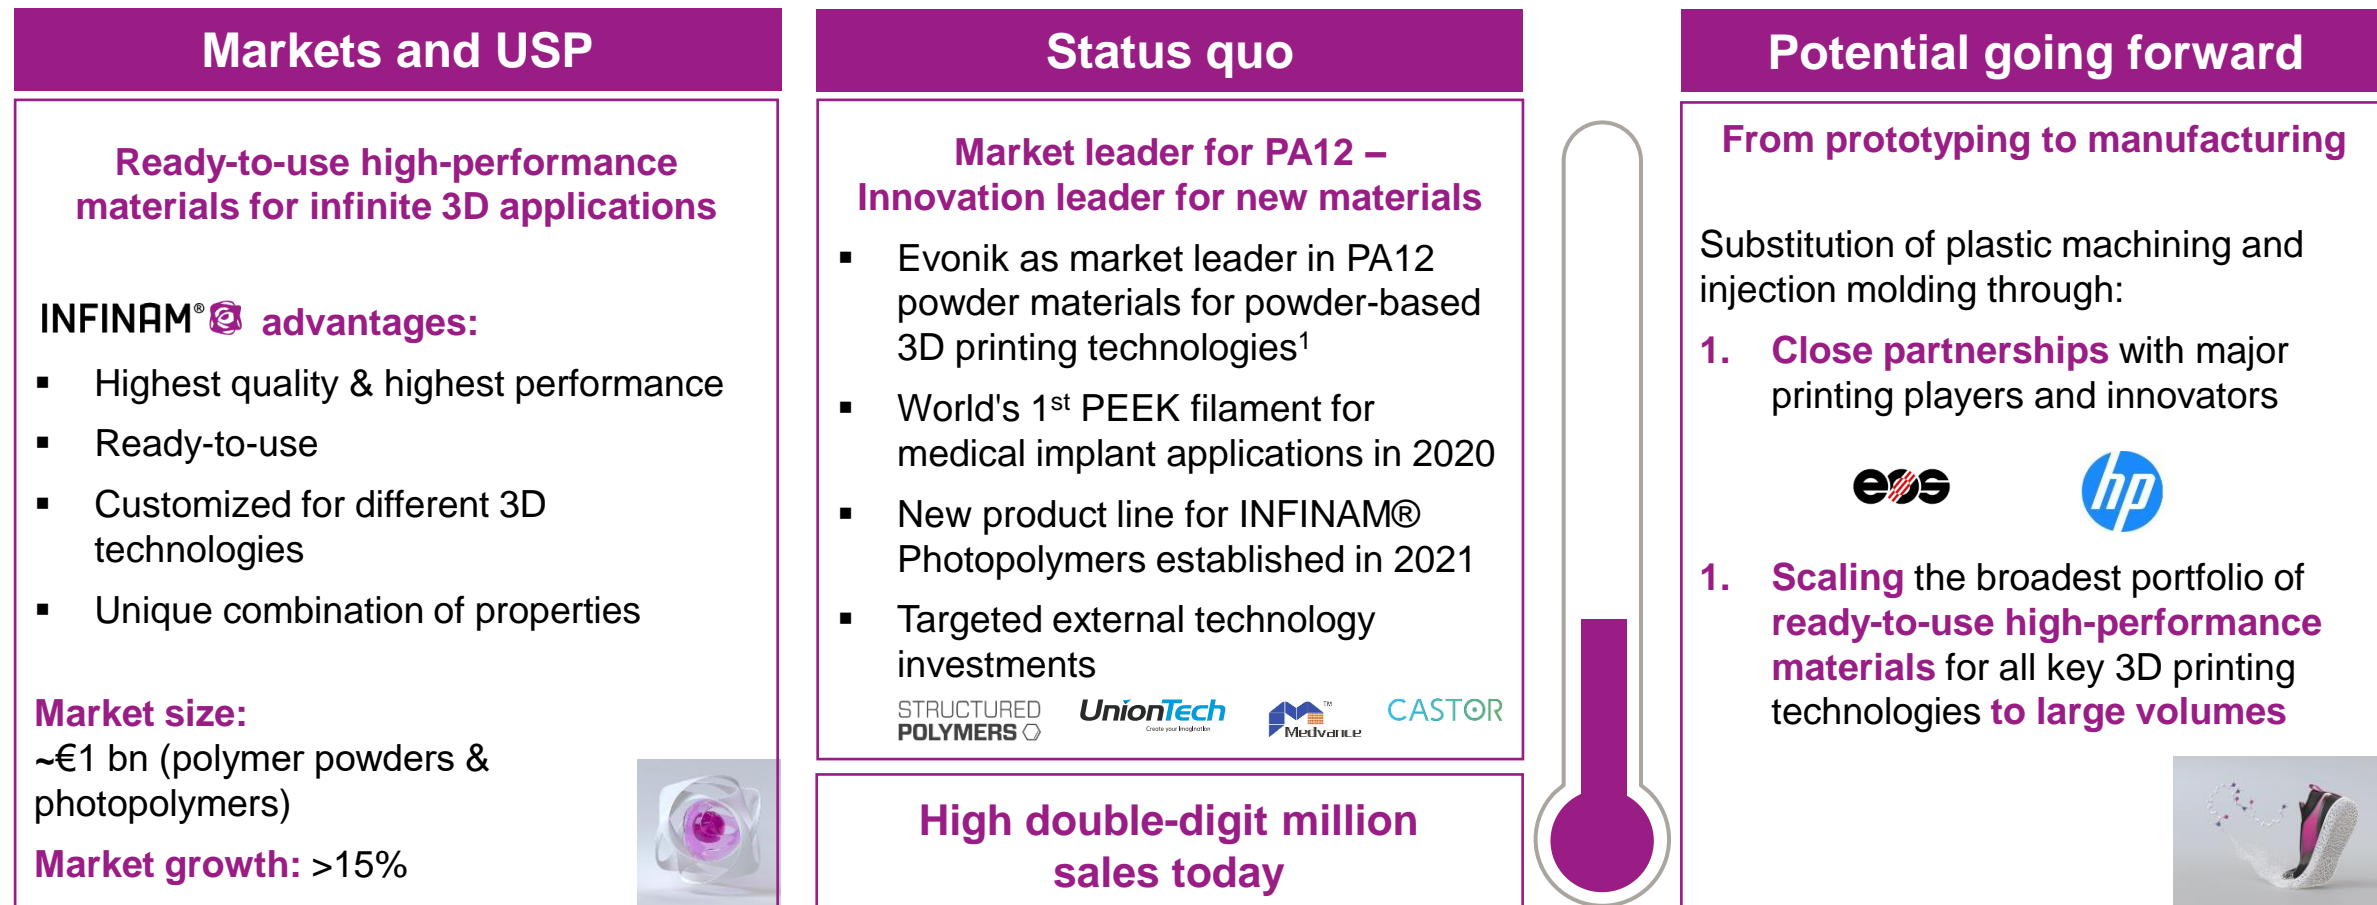 Markets and USP
Ready-to-use high-performance
materials for infinite 3D applications
INFINAM® advantages:
▪ Highest quality & highest performance
▪ Ready-to-use
▪ Customized for different 3D
technologies
▪ Unique combination of properties
Market size:
~€1 bn (polymer powders &
photopolymers)
Market growth: >15%
Status quo
Market leader for PA12 –
Innovation leader for new materials
▪ Evonik as market leader in PA12
powder materials for powder-based
3D printing technologies¹
▪ World's 1st PEEK filament for
medical implant applications in 2020
▪ New product line for INFINAM®
Photopolymers established in 2021
▪ Targeted external technology
investments
STRUCTURED
POLYMERS
UnionTech
Create your Imagination
Medvance™
CASTOR
High double-digit million
sales today
Potential going forward
From prototyping to manufacturing
Substitution of plastic machining and
injection molding through:
1. Close partnerships with major
printing players and innovators
eos
hp
1. Scaling the broadest portfolio of
ready-to-use high-performance
materials for all key 3D printing
technologies to large volumes